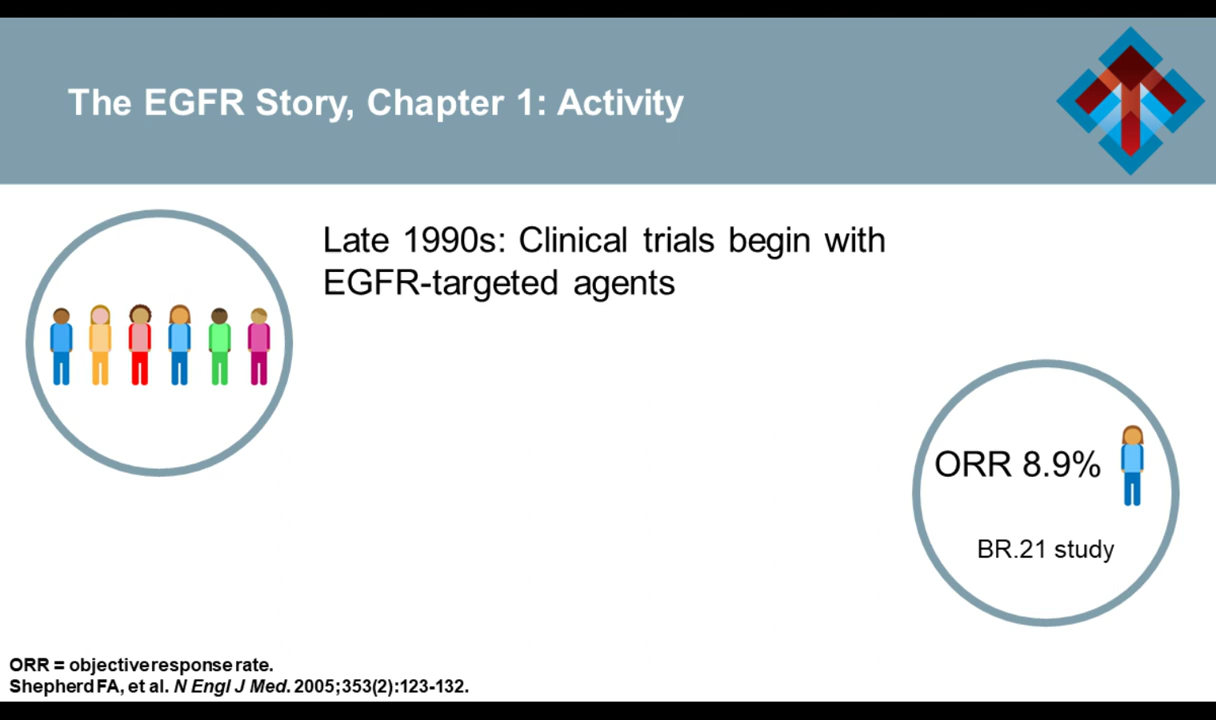 The EGFR Story, Chapter 1: Activity
Late 1990s: Clinical trials begin with
EGFR-targeted agents
ORR 8.9%
BR.21 study
ORR = objective response rate.
Shepherd FA, et al. N Engl J Med. 2005;353(2):123-132.